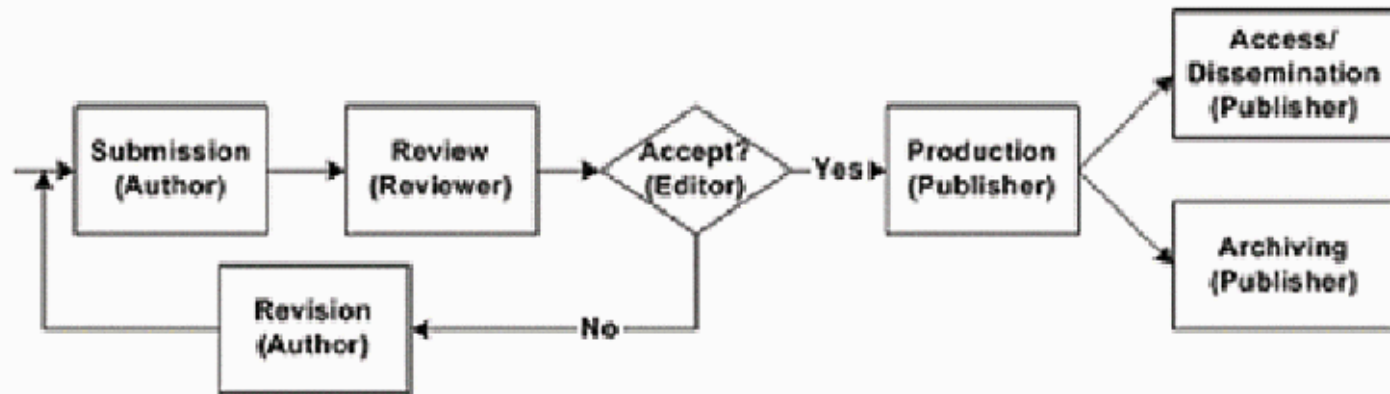 Submission
(Author)
Review
(Reviewer)
Accept?
(Editor)
Yes
Production
(Publisher)
Access/
Dissemination
(Publisher)
Archiving
(Publisher)
Revision
(Author)
No